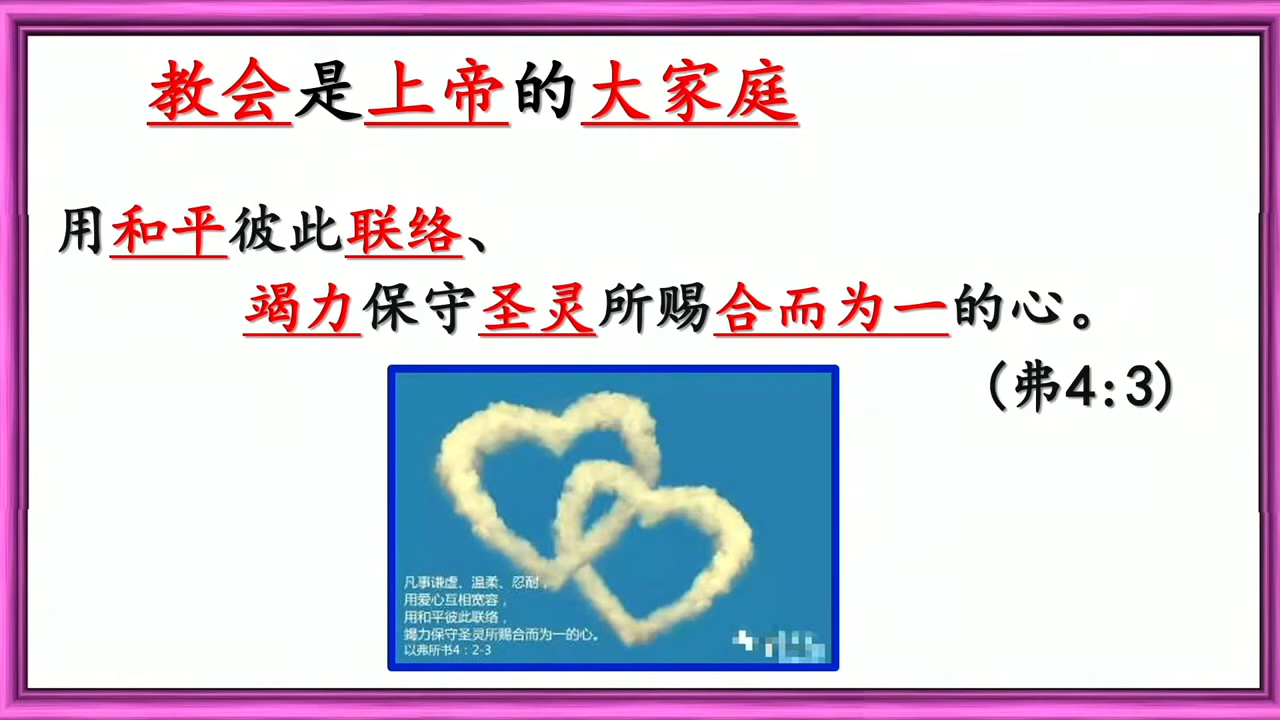 教会是上帝的大家庭
用和平彼此联络、
竭力保守圣灵所赐合而为一的心。
(弗4:3)
凡事谦虚、温柔、忍耐，
用爱心互相宽容，
用和平彼此联络，
竭力保守圣灵所赐合而为一的心。
以弗所书4：2-3